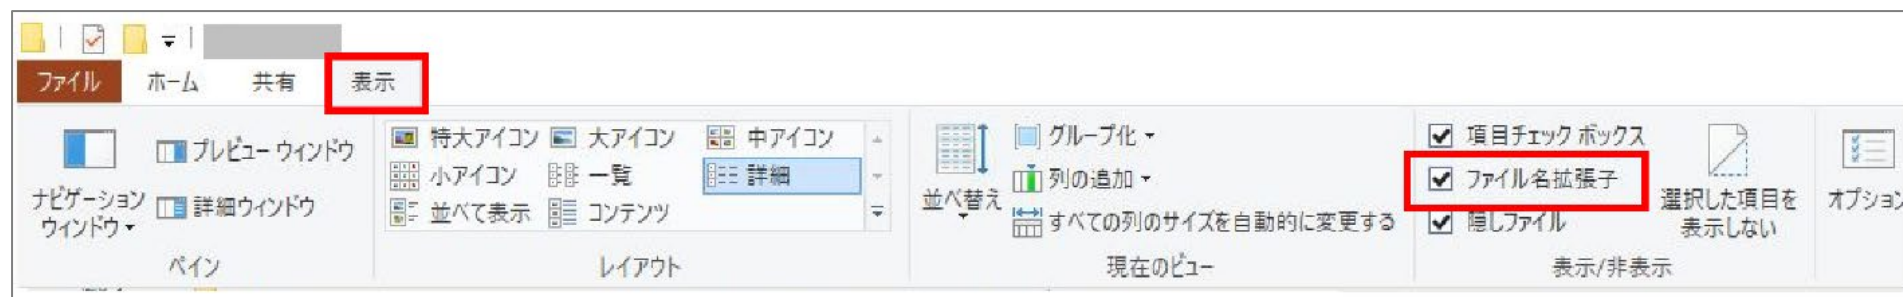 ファイル ホーム 共有 表示
ナビゲーション
ウィンドウ
プレビュー ウィンドウ
詳細ウィンドウ
ペイン
特大アイコン 大アイコン 中アイコン
小アイコン 一覧 詳細
並べて表示 コンテンツ
レイアウト
並べ替え
グループ化
列の追加
すべての列のサイズを自動的に変更する
現在のビュー
項目チェック ボックス
ファイル名拡張子
隠しファイル
選択した項目を
表示しない
表示/非表示
オプション